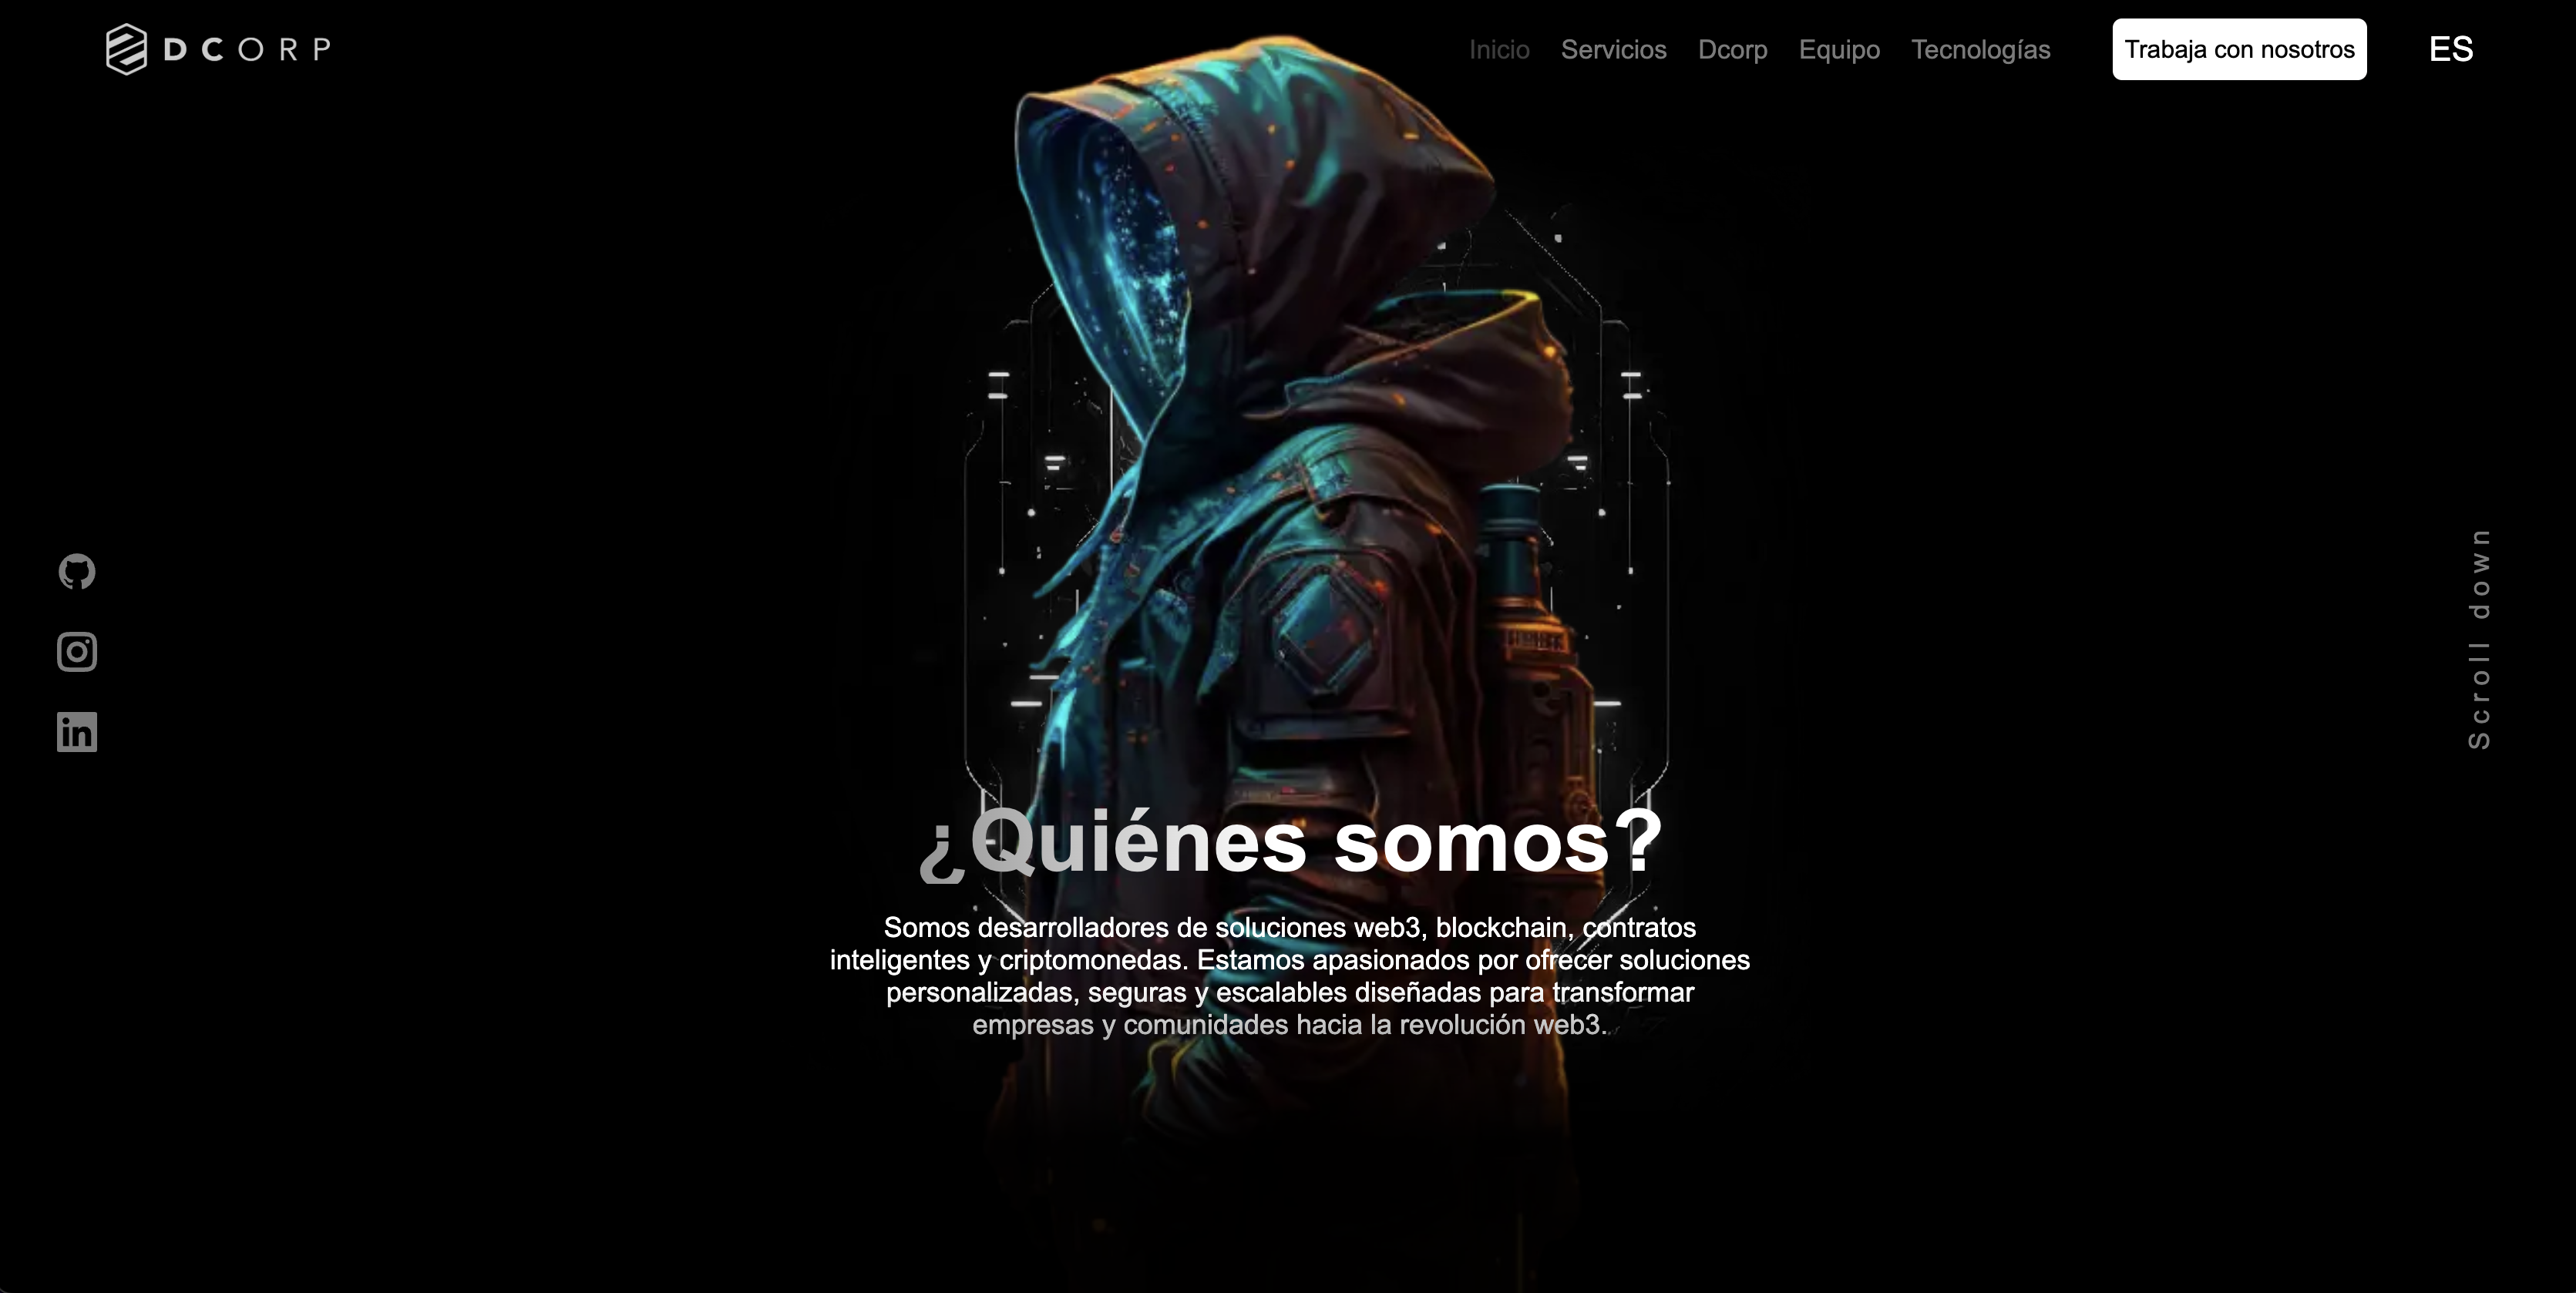 DCORP
Inicio Servicios Dcorp Equipo Tecnologías Trabaja con nosotros ES
in
Scroll down
¿Quiénes somos?
Somos desarrolladores de soluciones web3, blockchain, contratos
inteligentes y criptomonedas. Estamos apasionados por ofrecer soluciones
personalizadas, seguras y escalables diseñadas para transformar
empresas y comunidades hacia la revolución web3.